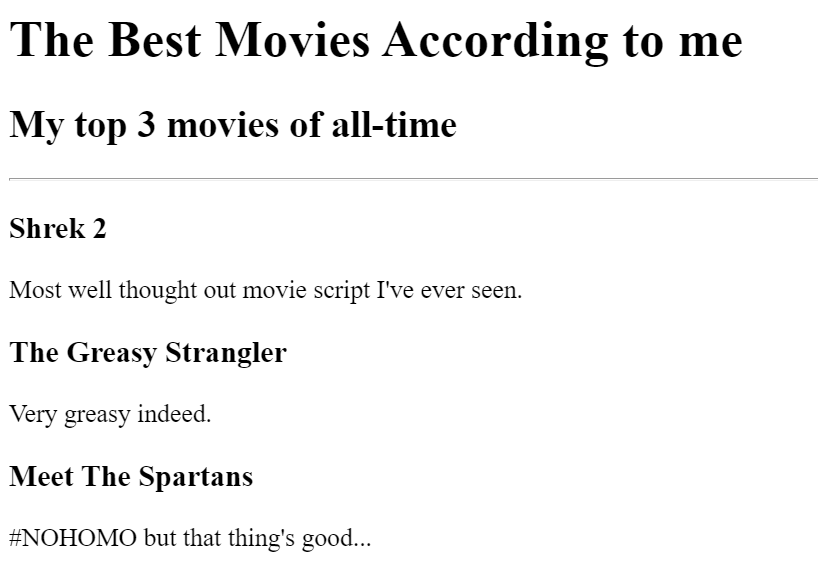 The Best Movies According to me
My top 3 movies of all-time
Shrek 2
Most well thought out movie script I've ever seen.
The Greasy Strangler
Very greasy indeed.
Meet The Spartans
#NOHOMO but that thing's good...